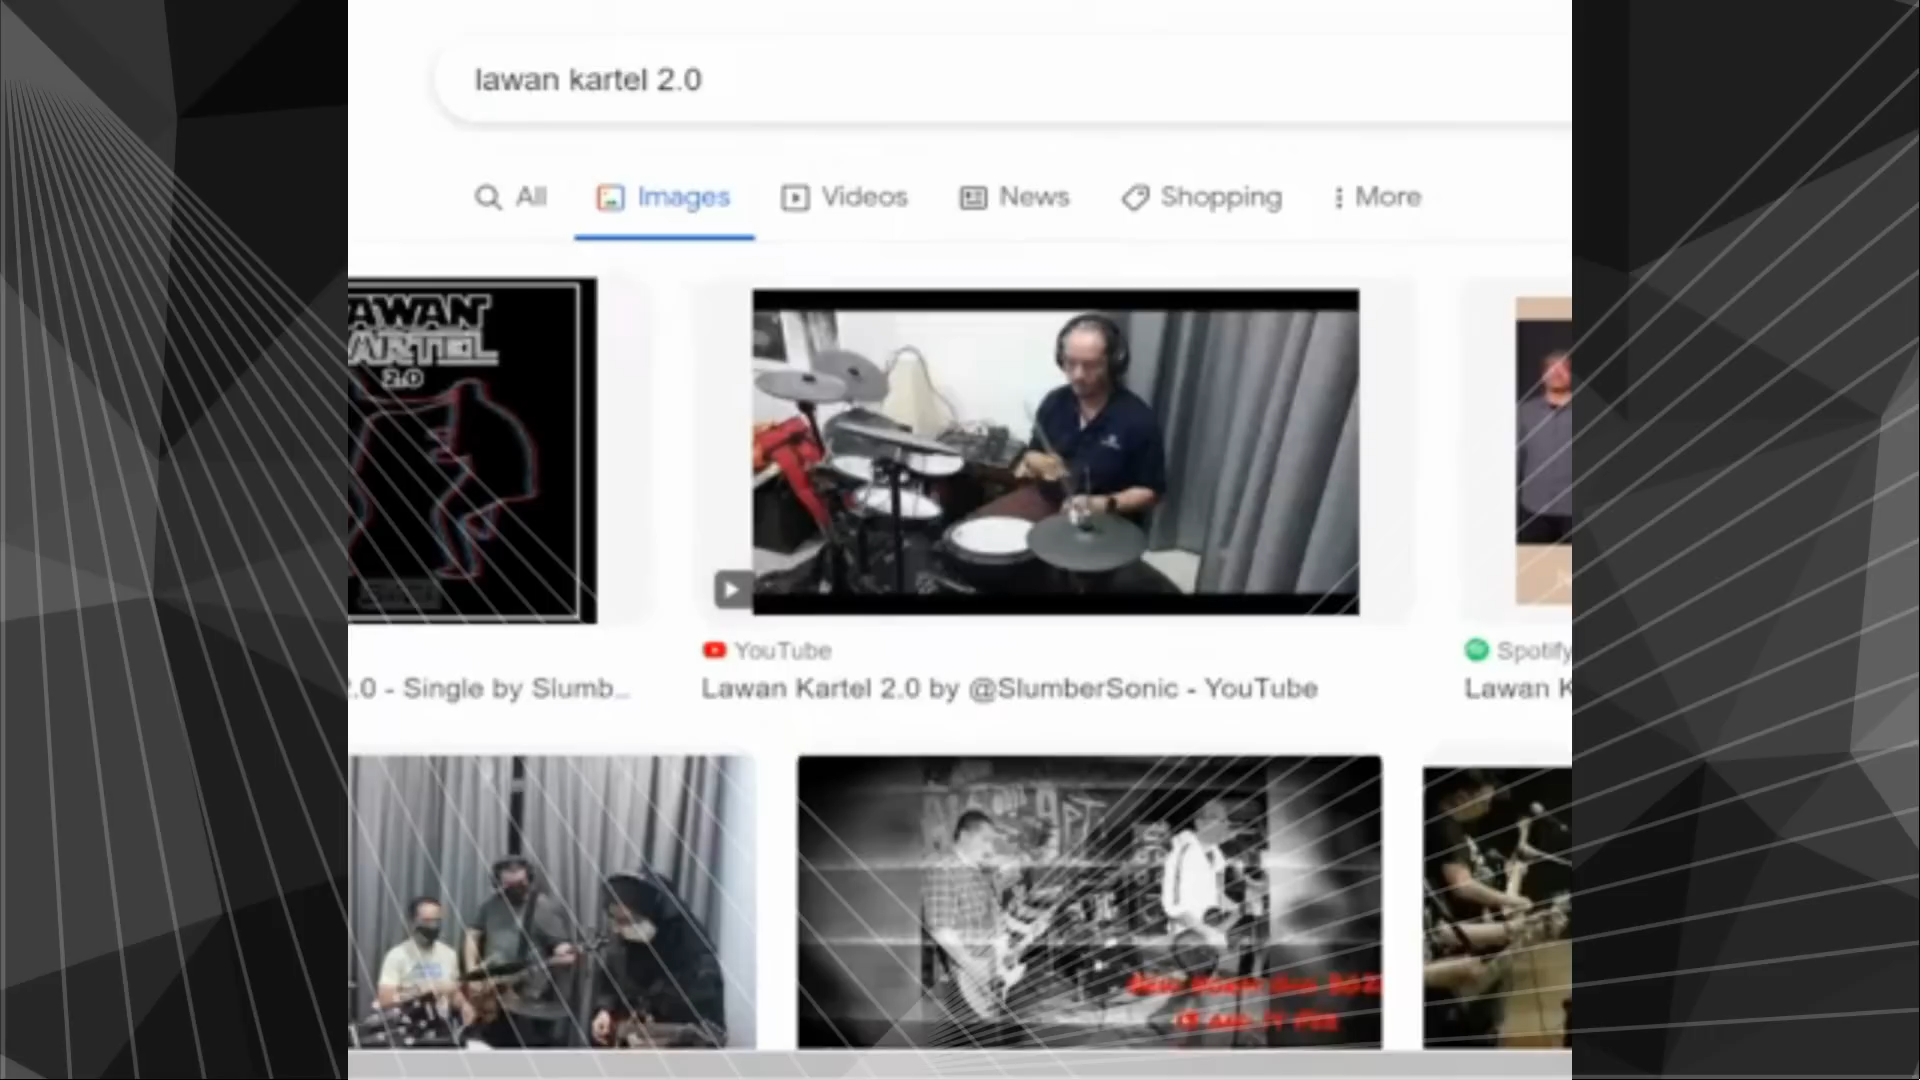 lawan kartel 2.0
All Images Videos News Shopping More
AWAN
ARTEL
2.0
YouTube
Spotify
.0 - Single by Slumb...
Lawan Kartel 2.0 by @SlumberSonic - YouTube
Lawan K